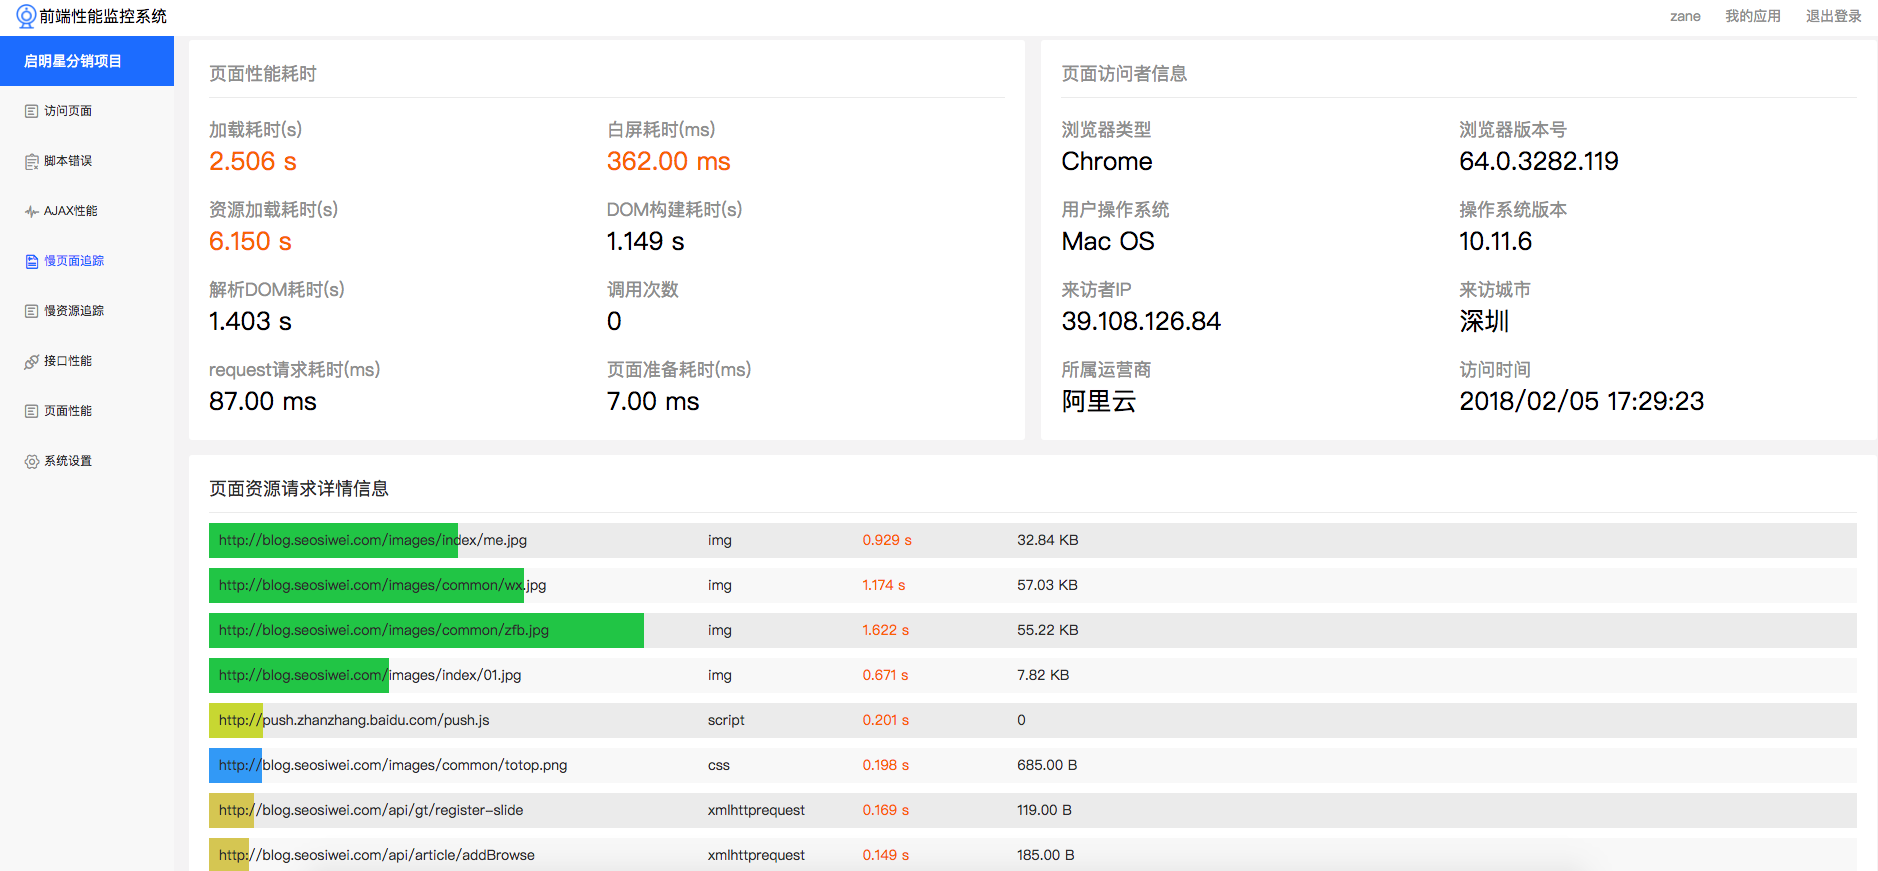 前端性能监控系统
zane 我的应用 退出登录
启明星分销项目
访问页面
脚本错误
AJAX性能
慢页面追踪
慢资源追踪
接口性能
页面性能
系统设置
页面性能耗时
加载耗时(s) 白屏耗时(ms)
2.506 s 362.00 ms
资源加载耗时(s) DOM构建耗时(s)
6.150 s 1.149 s
解析DOM耗时(s) 调用次数
1.403 s 0
request请求耗时(ms) 页面准备耗时(ms)
87.00 ms 7.00 ms
页面访问者信息
浏览器类型 浏览器版本号
Chrome 64.0.3282.119
用户操作系统 操作系统版本
Mac OS 10.11.6
来访者IP 来访城市
39.108.126.84 深圳
所属运营商 访问时间
阿里云 2018/02/05 17:29:23
页面资源请求详情信息
http://blog.seosiwei.com/images/index/me.jpg img 0.929 s 32.84 KB
http://blog.seosiwei.com/images/common/wx.jpg img 1.174 s 57.03 KB
http://blog.seosiwei.com/images/common/zfb.jpg img 1.622 s 55.22 KB
http://blog.seosiwei.com/images/index/01.jpg img 0.671 s 7.82 KB
http://push.zhanzhang.baidu.com/push.js script 0.201 s 0
http://blog.seosiwei.com/images/common/totop.png css 0.198 s 685.00 B
http://blog.seosiwei.com/api/gt/register-slide xmlhttprequest 0.169 s 119.00 B
http://blog.seosiwei.com/api/article/addBrowse xmlhttprequest 0.149 s 185.00 B